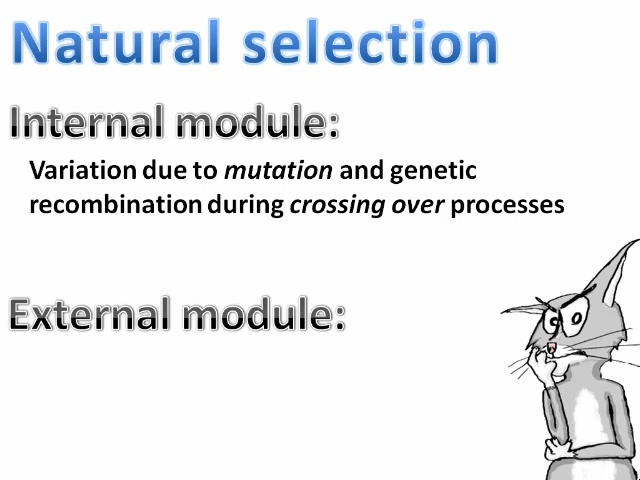 Natural selection
Internal module:
Variation due to mutation and genetic
recombination during crossing over processes
External module: